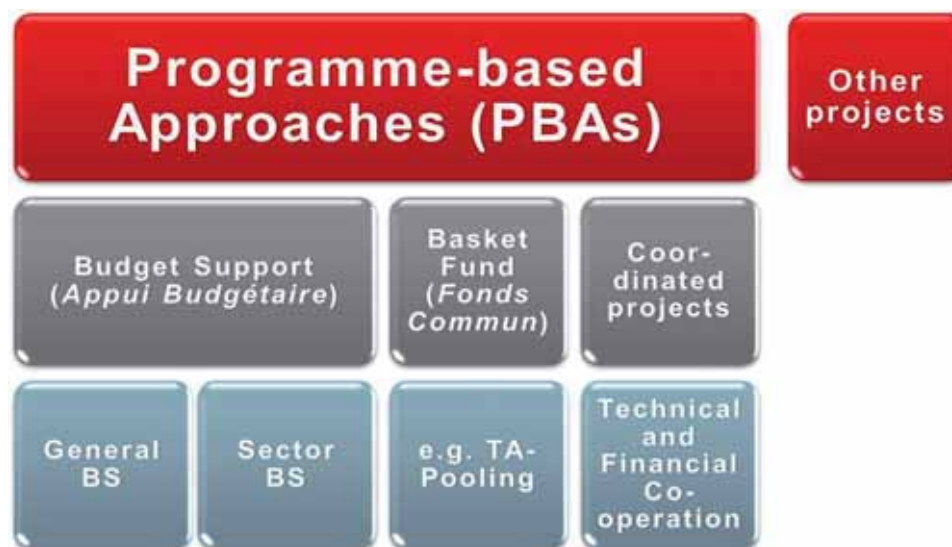 Programme-based
Approaches (PBAs)
Other
projects
Budget Support
(Appui Budgétaire)
Basket
Fund
(Fonds
Commun)
Coor-
dinated
projects
General
BS
Sector
BS
e.g. TA-
Pooling
Technical
and
Financial
Co-
operation